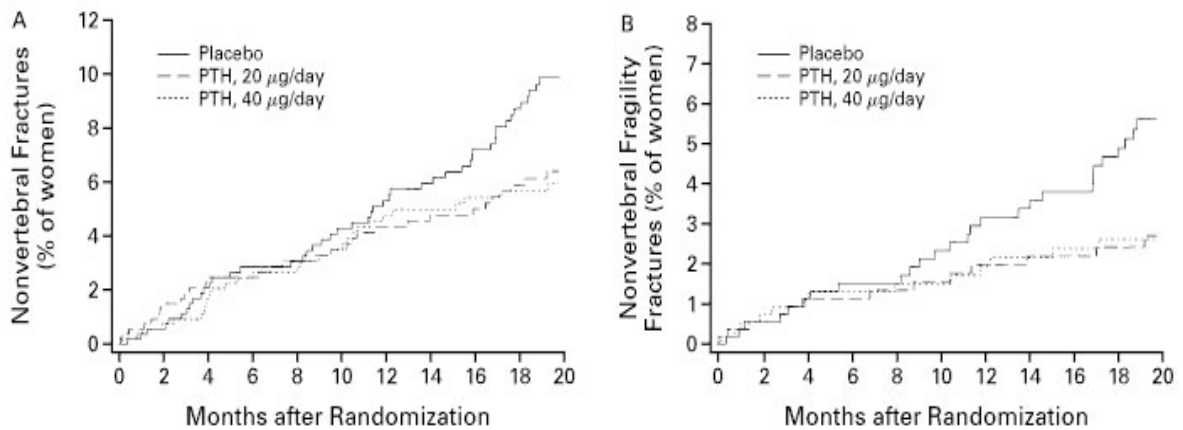 A
Nonvertebral Fractures
(% of women)
12
10
8
6
4
2
0
Placebo
PTH, 20 μg/day
PTH, 40 μg/day
0 2 4 6 8 10 12 14 16 18 20
Months after Randomization
B
Nonvertebral Fragility
Fractures (% of women)
8
7
6
5
4
3
2
1
0
Placebo
PTH, 20 μg/day
PTH, 40 μg/day
0 2 4 6 8 10 12 14 16 18 20
Months after Randomization